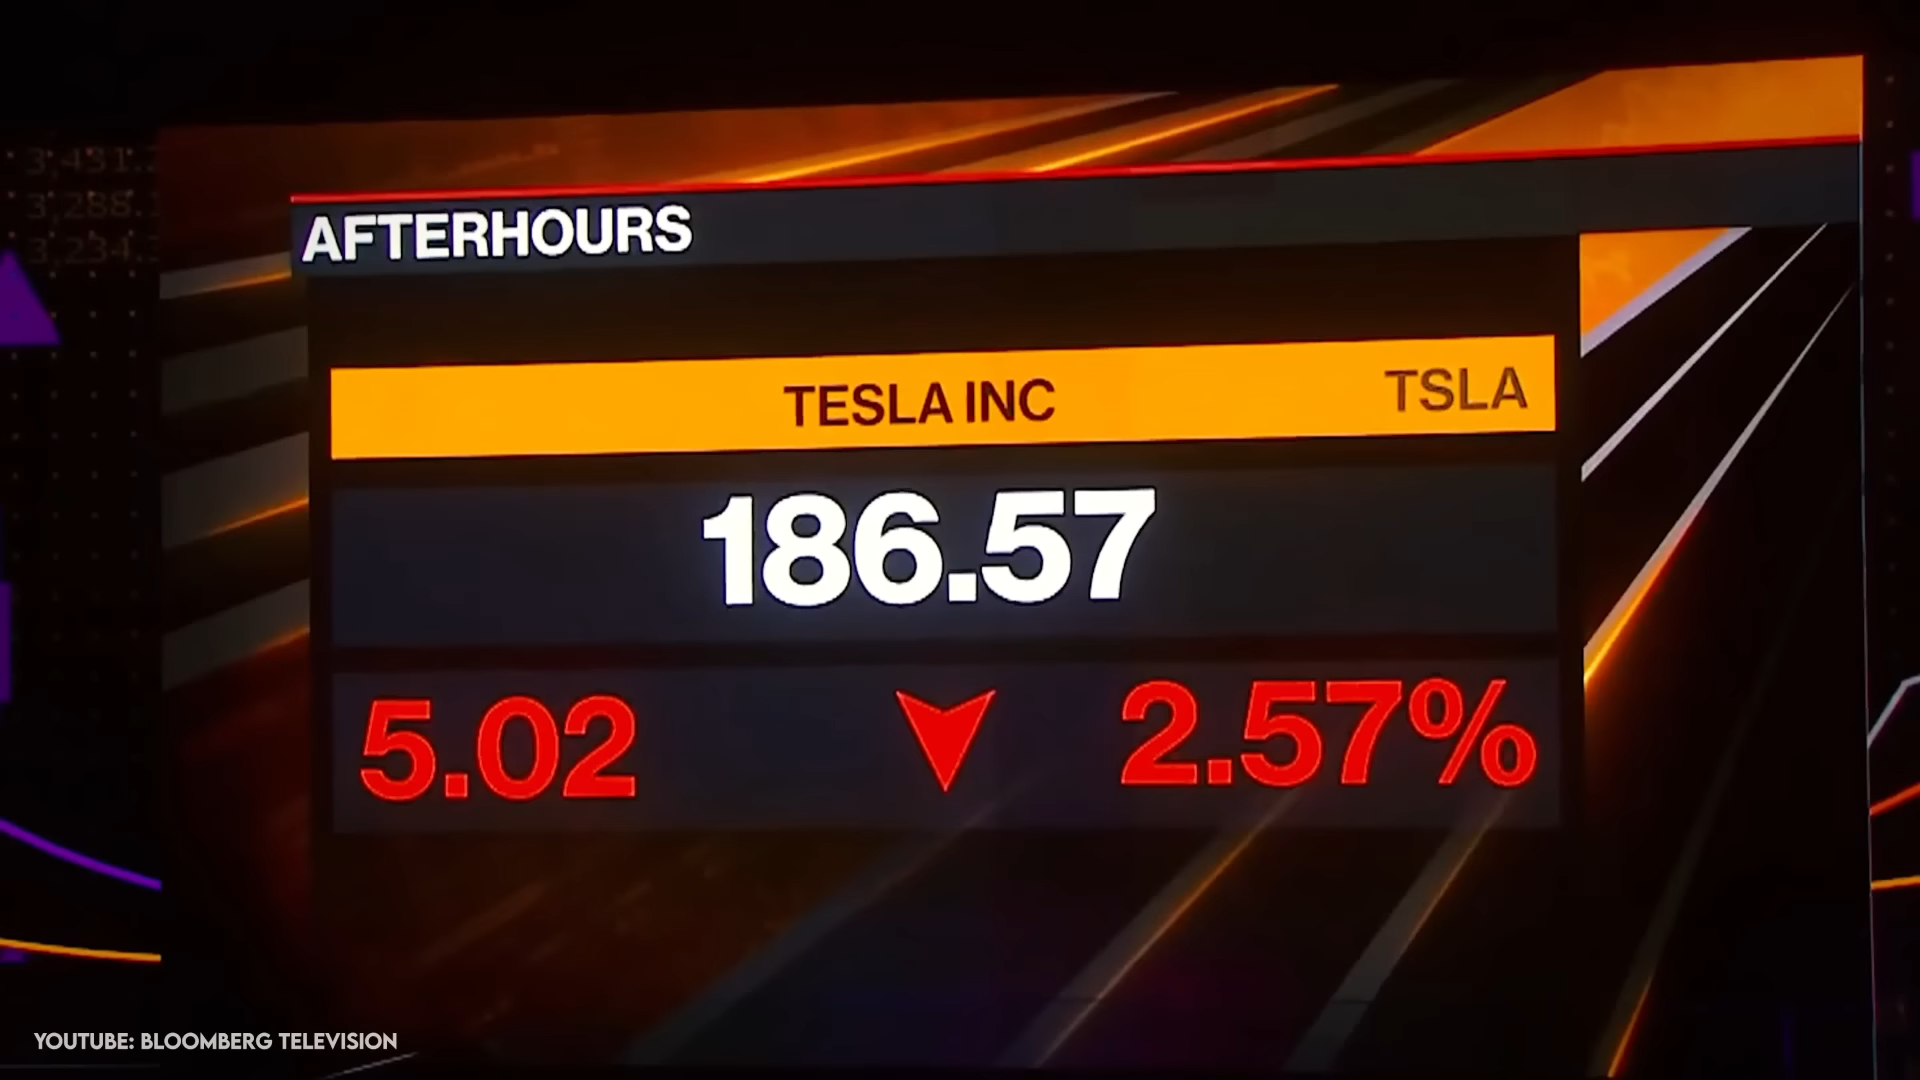 AFTERHOURS
TESLA INC TSLA
186.57
5.02 2.57%
YOUTUBE: BLOOMBERG TELEVISION